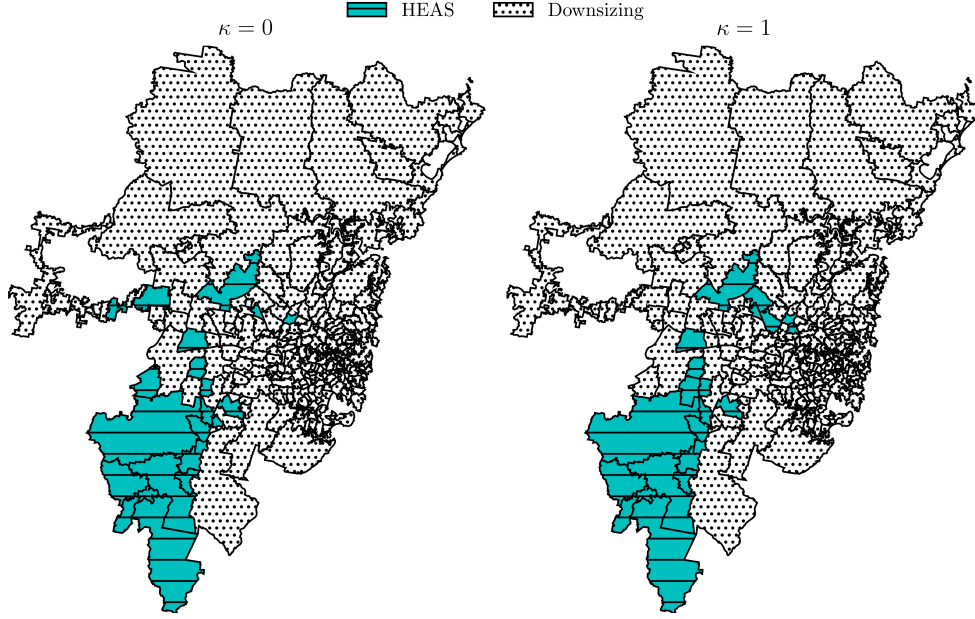 HEAS Downsizing
κ = 0 κ = 1